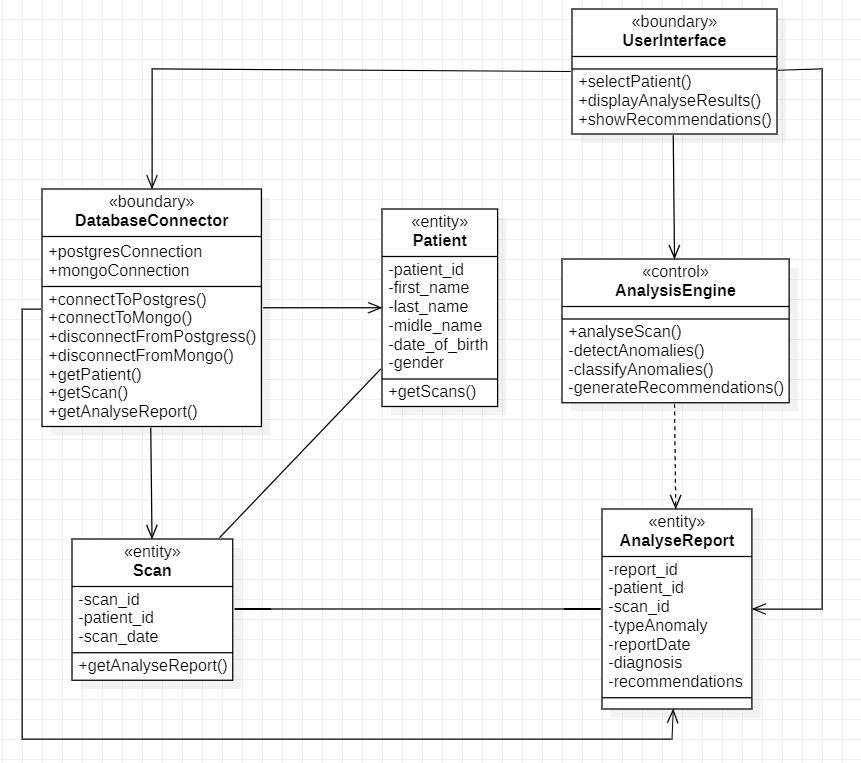 «boundary»
UserInterface
+selectPatient()
+displayAnalyseResults()
+showRecommendations()
«boundary»
DatabaseConnector
+postgresConnection
+mongoConnection
+connectToPostgres()
+connectToMongo()
+disconnectFromPostgress()
+disconnectFromMongo()
+getPatient()
+getScan()
+getAnalyseReport()
«entity»
Patient
-patient_id
-first_name
-last_name
-midle_name
-date_of_birth
-gender
+getScans()
«control»
AnalysisEngine
+analyseScan()
-detectAnomalies()
-classifyAnomalies()
-generateRecommendations()
«entity»
Scan
-scan_id
-patient_id
-scan_date
+getAnalyseReport()
«entity»
AnalyseReport
-report_id
-patient_id
-scan_id
-typeAnomaly
-reportDate
-diagnosis
-recommendations